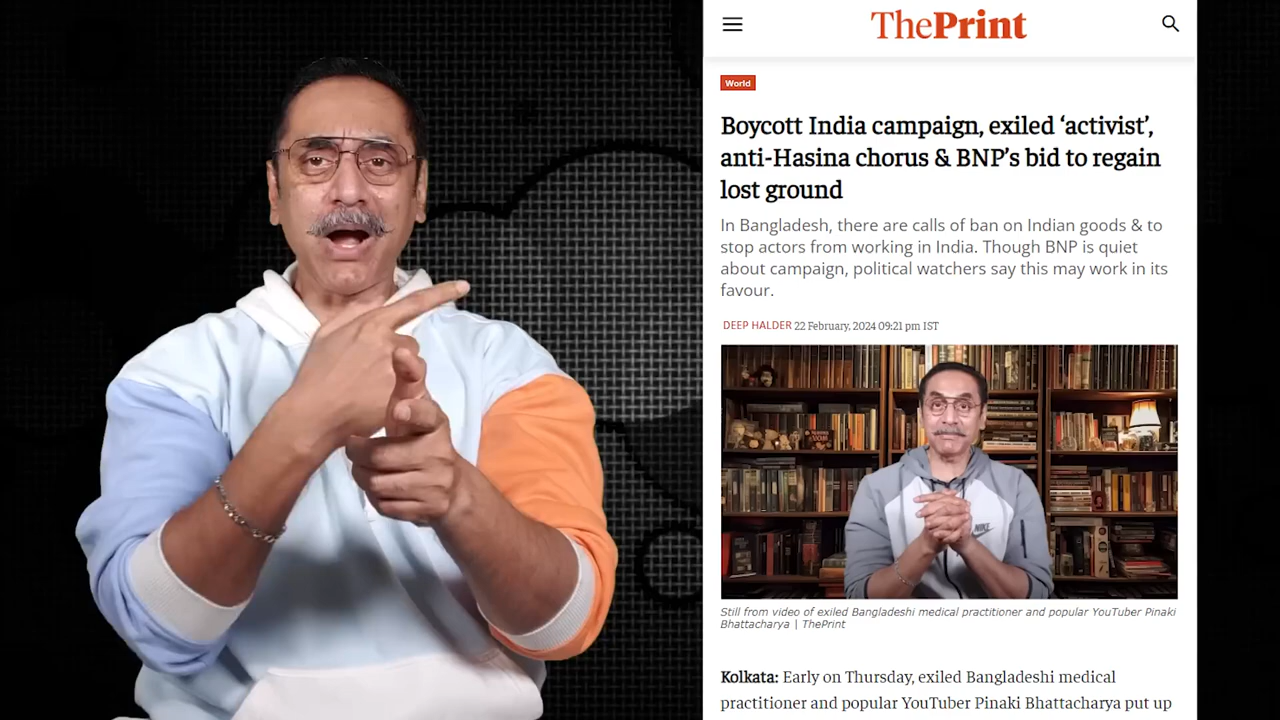 ThePrint
World
Boycott India campaign, exiled ‘activist’,
anti-Hasina chorus & BNP’s bid to regain
lost ground
In Bangladesh, there are calls of ban on Indian goods & to
stop actors from working in India. Though BNP is quiet
about campaign, political watchers say this may work in its
favour.
DEEP HALDER 22 February, 2024 09:21 pm IST
NIKE
Still from video of exiled Bangladeshi medical practitioner and popular YouTuber Pinaki
Bhattacharya | ThePrint
Kolkata: Early on Thursday, exiled Bangladeshi medical
practitioner and popular YouTuber Pinaki Bhattacharya put up